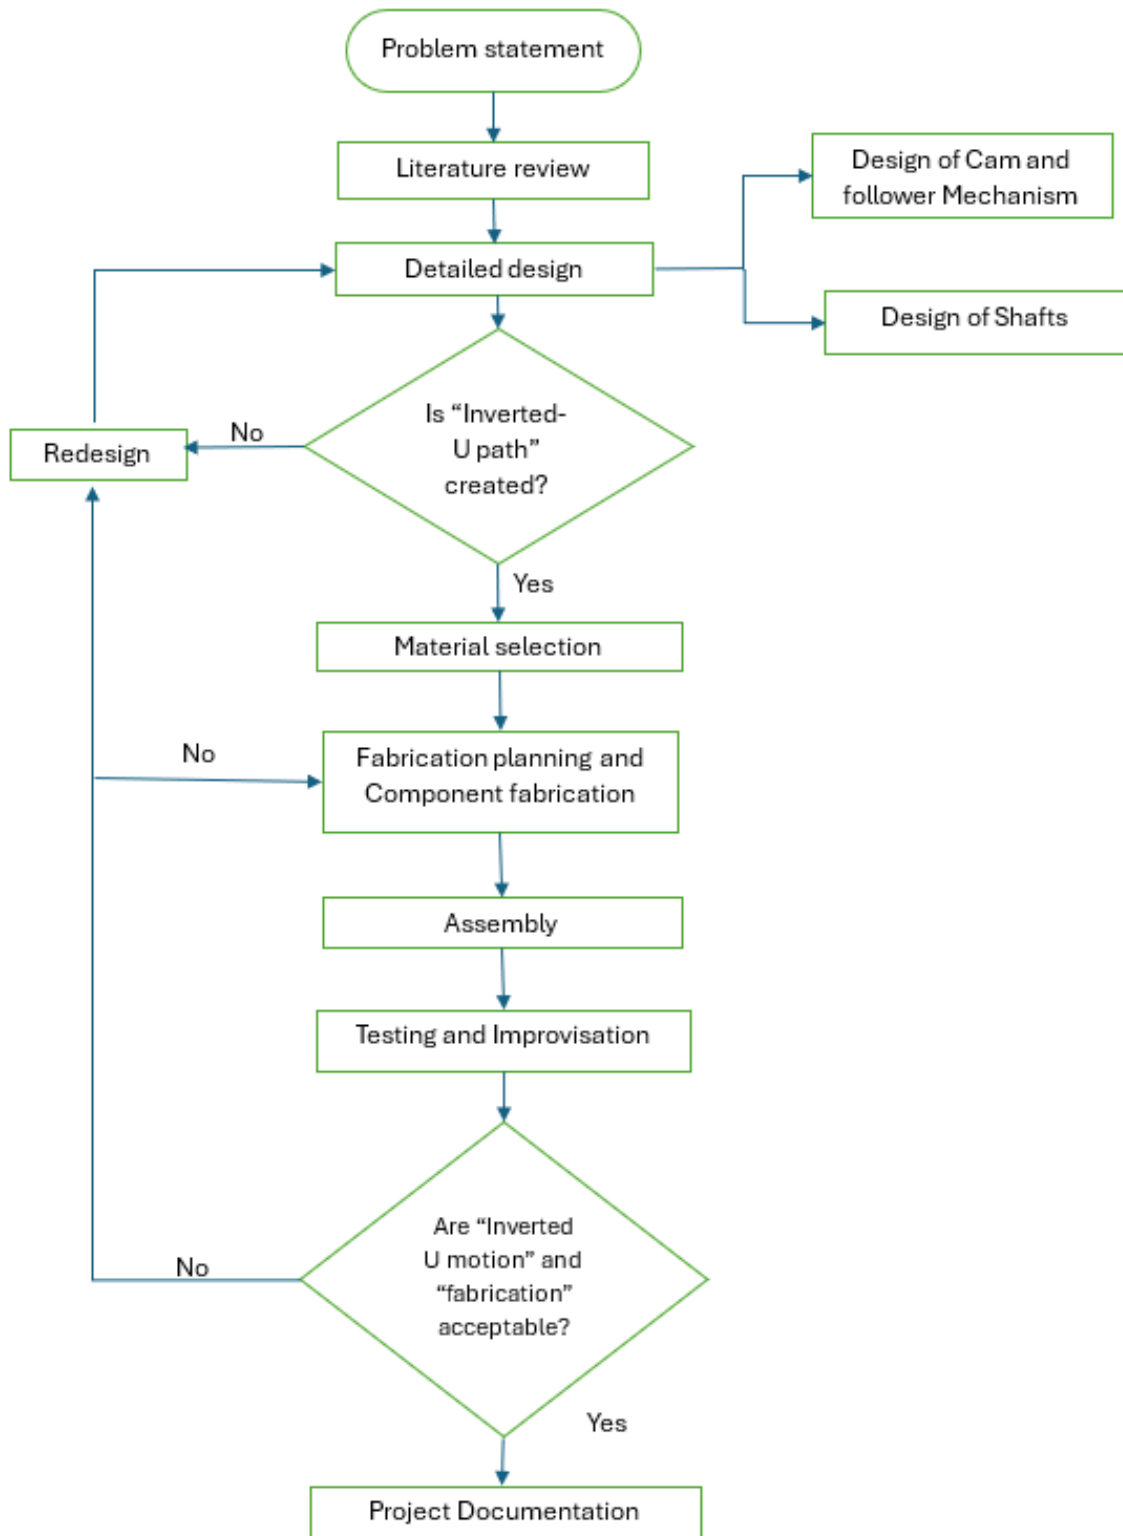 Problem statement
Literature review
Design of Cam and
follower Mechanism
Detailed design
Design of Shafts
Is “Inverted-
U path”
created?
No
Redesign
Yes
Material selection
No
Fabrication planning and
Component fabrication
Assembly
Testing and Improvisation
Are “Inverted
U motion” and
“fabrication”
acceptable?
No
Yes
Project Documentation